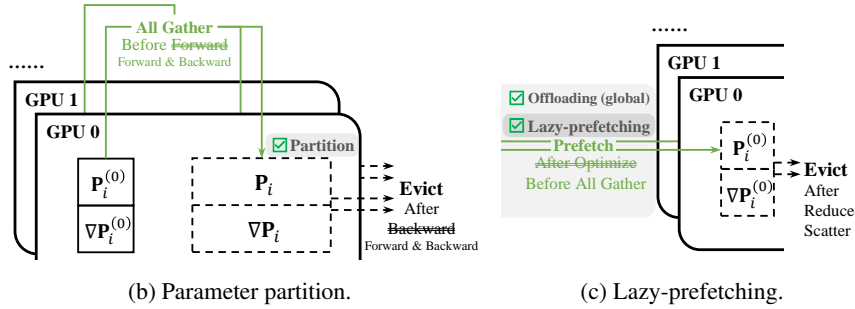 All Gather
Before Forward
Forward & Backward
......
GPU 1
GPU 0
Partition
P_i^(0)
∇P_i^(0)
P_i
∇P_i
Evict
After
Backward
Forward & Backward
(b) Parameter partition.
......
GPU 1
GPU 0
Offloading (global)
Lazy-prefetching
Prefetch
After Optimize
Before All Gather
P_i^(0)
∇P_i^(0)
Evict
After
Reduce
Scatter
(c) Lazy-prefetching.